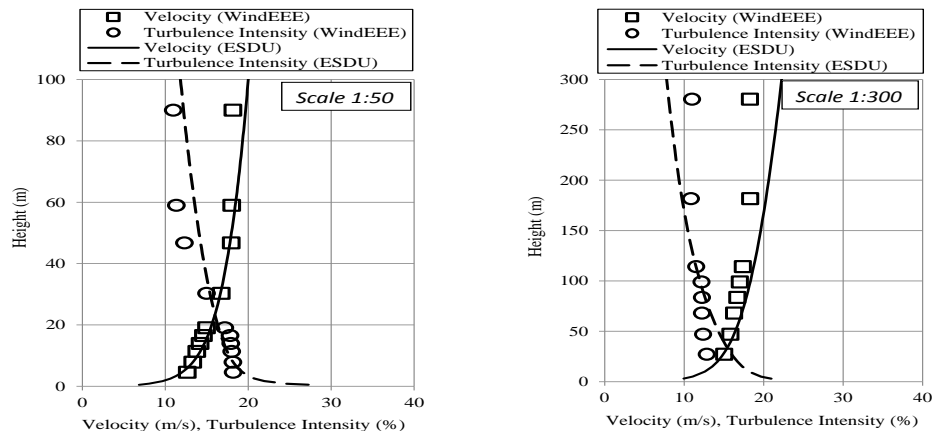 Velocity (WindEEE)
Turbulence Intensity (WindEEE)
Velocity (ESDU)
Turbulence Intensity (ESDU)
100
80
60
40
20
0
Height (m)
Scale 1:50
0 10 20 30 40
Velocity (m/s), Turbulence Intensity (%)
Velocity (WindEEE)
Turbulence Intensity (WindEEE)
Velocity (ESDU)
Turbulence Intensity (ESDU)
300
250
200
150
100
50
0
Height (m)
Scale 1:300
0 10 20 30 40
Velocity (m/s), Turbulence Intensity (%)